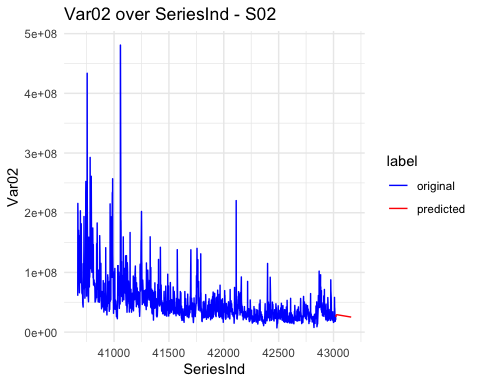 Var02 over SeriesInd - S02
5e+08
4e+08
3e+08
2e+08
1e+08
0e+00
Var02
41000 41500 42000 42500 43000
SeriesInd
label
original
predicted